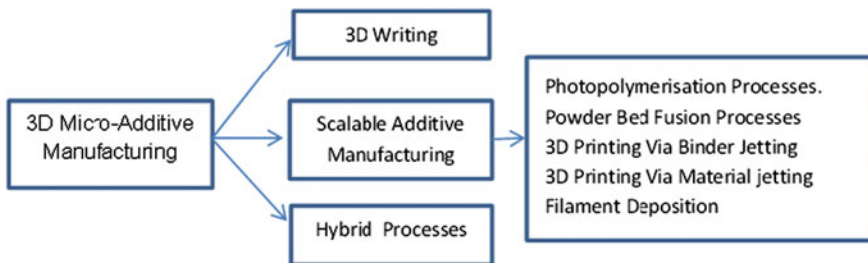 3D Writing
3D Micro-Additive
Manufacturing
Scalable Additive
Manufacturing
Hybrid Processes
Photopolymerisation Processes.
Powder Bed Fusion Processes
3D Printing Via Binder Jetting
3D Printing Via Material jetting
Filament Deposition